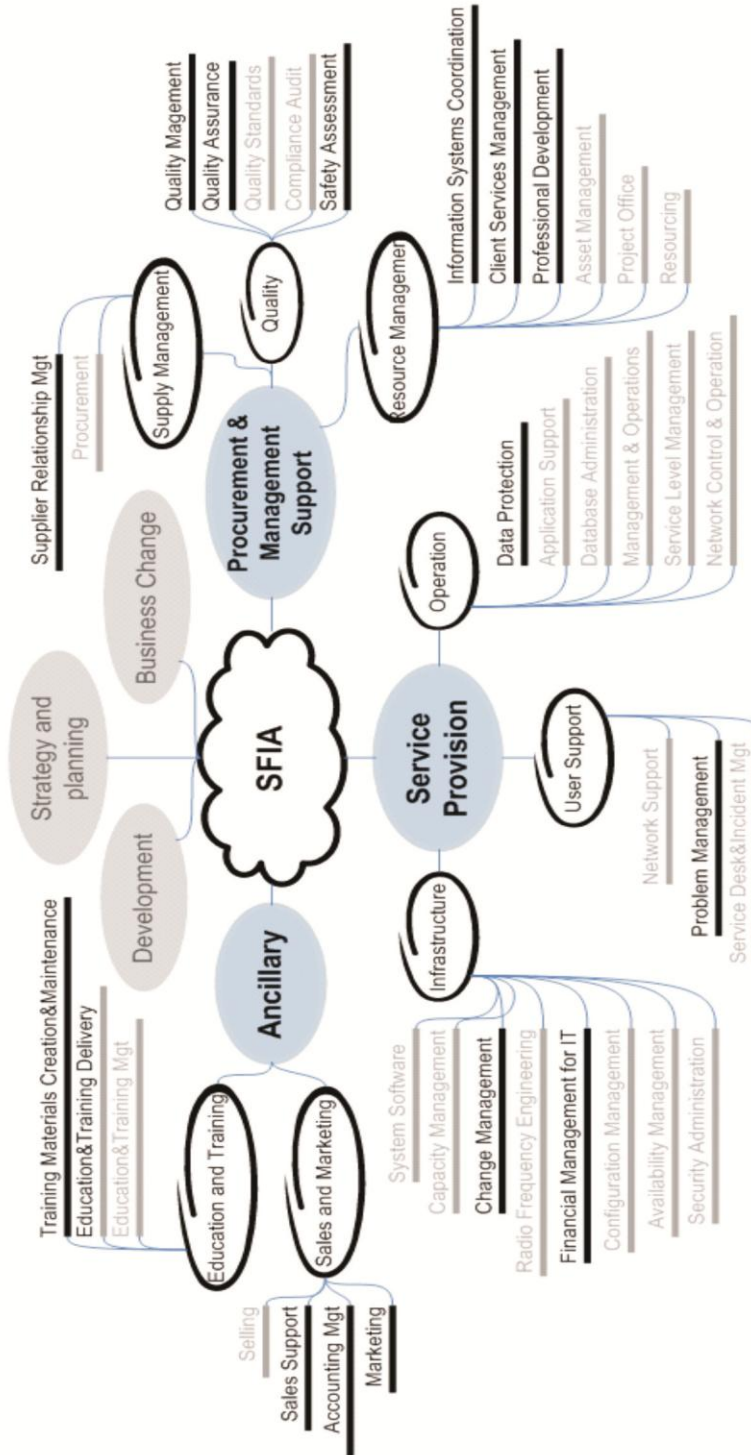 Strategy and
planning
Development
Business Change
SFIA
Ancillary
Education and Training
Training Materials Creation&Maintenance
Education&Training Delivery
Education&Training Mgt
Sales and Marketing
Selling
Sales Support
Accounting Mgt
Marketing
Procurement &
Management
Support
Supply Management
Supplier Relationship Mgt
Procurement
Quality
Quality Magement
Quality Assurance
Quality Standards
Compliance Audit
Safety Assessment
Resource Managemen
Information Systems Coordination
Client Services Management
Professional Development
Asset Management
Project Office
Resourcing
Service
Provision
Infrastructure
System Software
Capacity Management
Change Management
Radio Frequency Engineering
Financial Management for IT
Configuration Management
Availability Management
Security Administration
User Support
Network Support
Problem Management
Service Desk&Incident Mgt
Operation
Data Protection
Application Support
Database Administration
Management & Operations
Service Level Management
Network Control & Operation